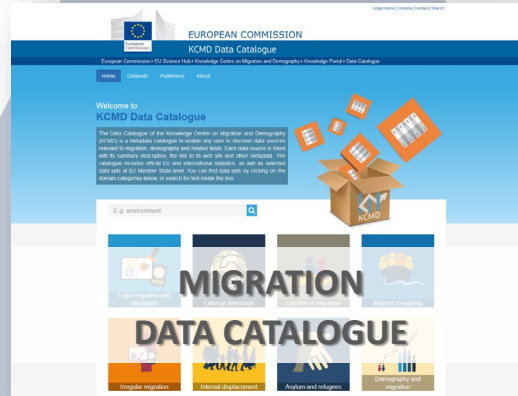 Legal notice | Cookies | Contact | Search
European
Commission
EUROPEAN COMMISSION
KCMD Data Catalogue
European Commission > EU Science Hub > Knowledge Centre on Migration and Demography > Knowledge Portal > Data Catalogue
Home Datasets Publishers About
Welcome to
KCMD Data Catalogue
The Data Catalogue of the Knowledge Centre on Migration and Demography
(KCMD) is a metadata catalogue to enable any user to discover data sources
relevant to migration, demography and related fields. Each data source is listed
with its summary description, the link to its web site and other metadata. The
catalogue includes official EU and international statistics, as well as selected
data sets at EU Member State level. You can find data sets by clicking on the
domain categories below, or search for text inside the box.
KCMD
E.g. environment
Legal migration and
integration
External dimension
Children in migration
Migrant smuggling
MIGRATION
DATA CATALOGUE
Irregular migration
Internal displacement
Asylum and refugees
Demography and
migration